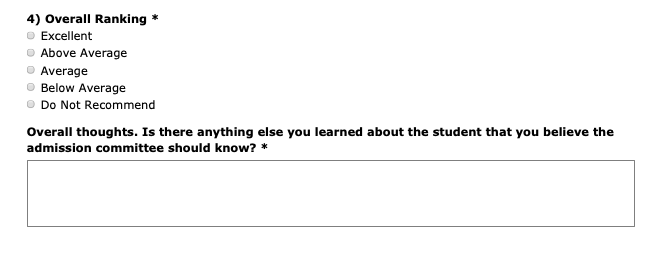 4) Overall Ranking *
Excellent
Above Average
Average
Below Average
Do Not Recommend
Overall thoughts. Is there anything else you learned about the student that you believe the
admission committee should know? *